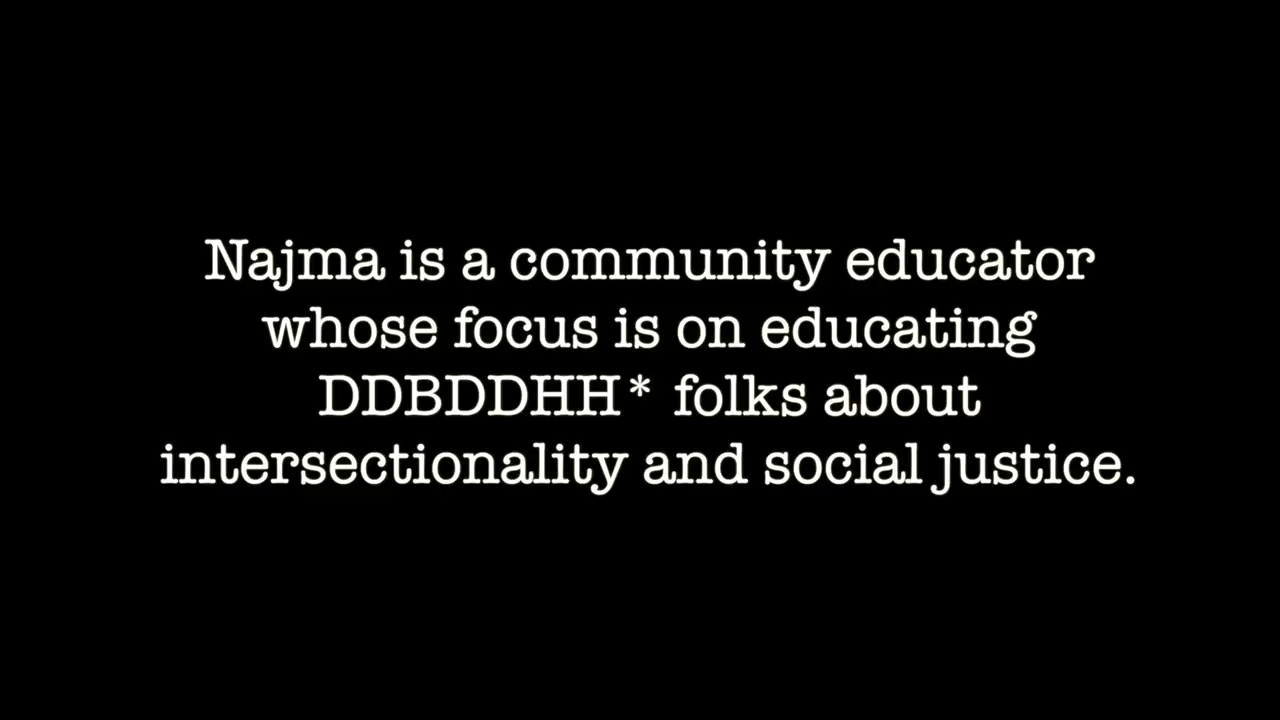 Najma is a community educator
whose focus is on educating
DDBDDHH* folks about
intersectionality and social justice.